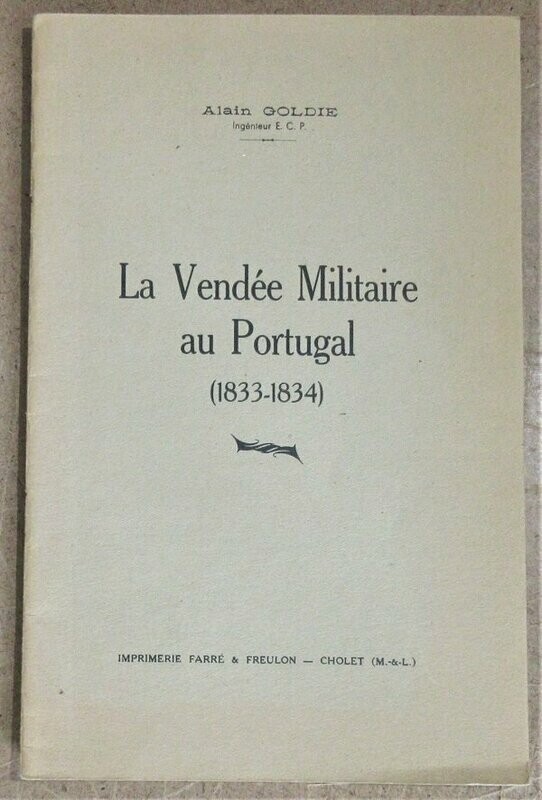 Alain GOLDIE
Ingénieur E. C. P.
La Vendée Militaire
au Portugal
(1833-1834)
IMPRIMERIE FARRÉ & FREULON — CHOLET (M.-&-L.)